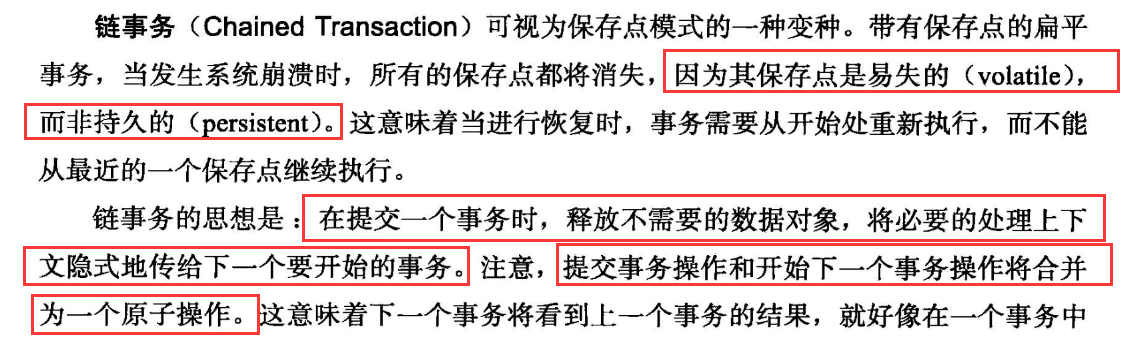 链事务（Chained Transaction）可视为保存点模式的一种变种。带有保存点的扁平
事务，当发生系统崩溃时，所有的保存点都将消失，因为其保存点是易失的（volatile），
而非持久的（persistent）。这意味着当进行恢复时，事务需要从开始处重新执行，而不能
从最近的一个保存点继续执行。
链事务的思想是：在提交一个事务时，释放不需要的数据对象，将必要的处理上下
文隐式地传给下一个要开始的事务。注意，提交事务操作和开始下一个事务操作将合并
为一个原子操作。这意味着下一个事务将看到上一个事务的结果，就好像在一个事务中